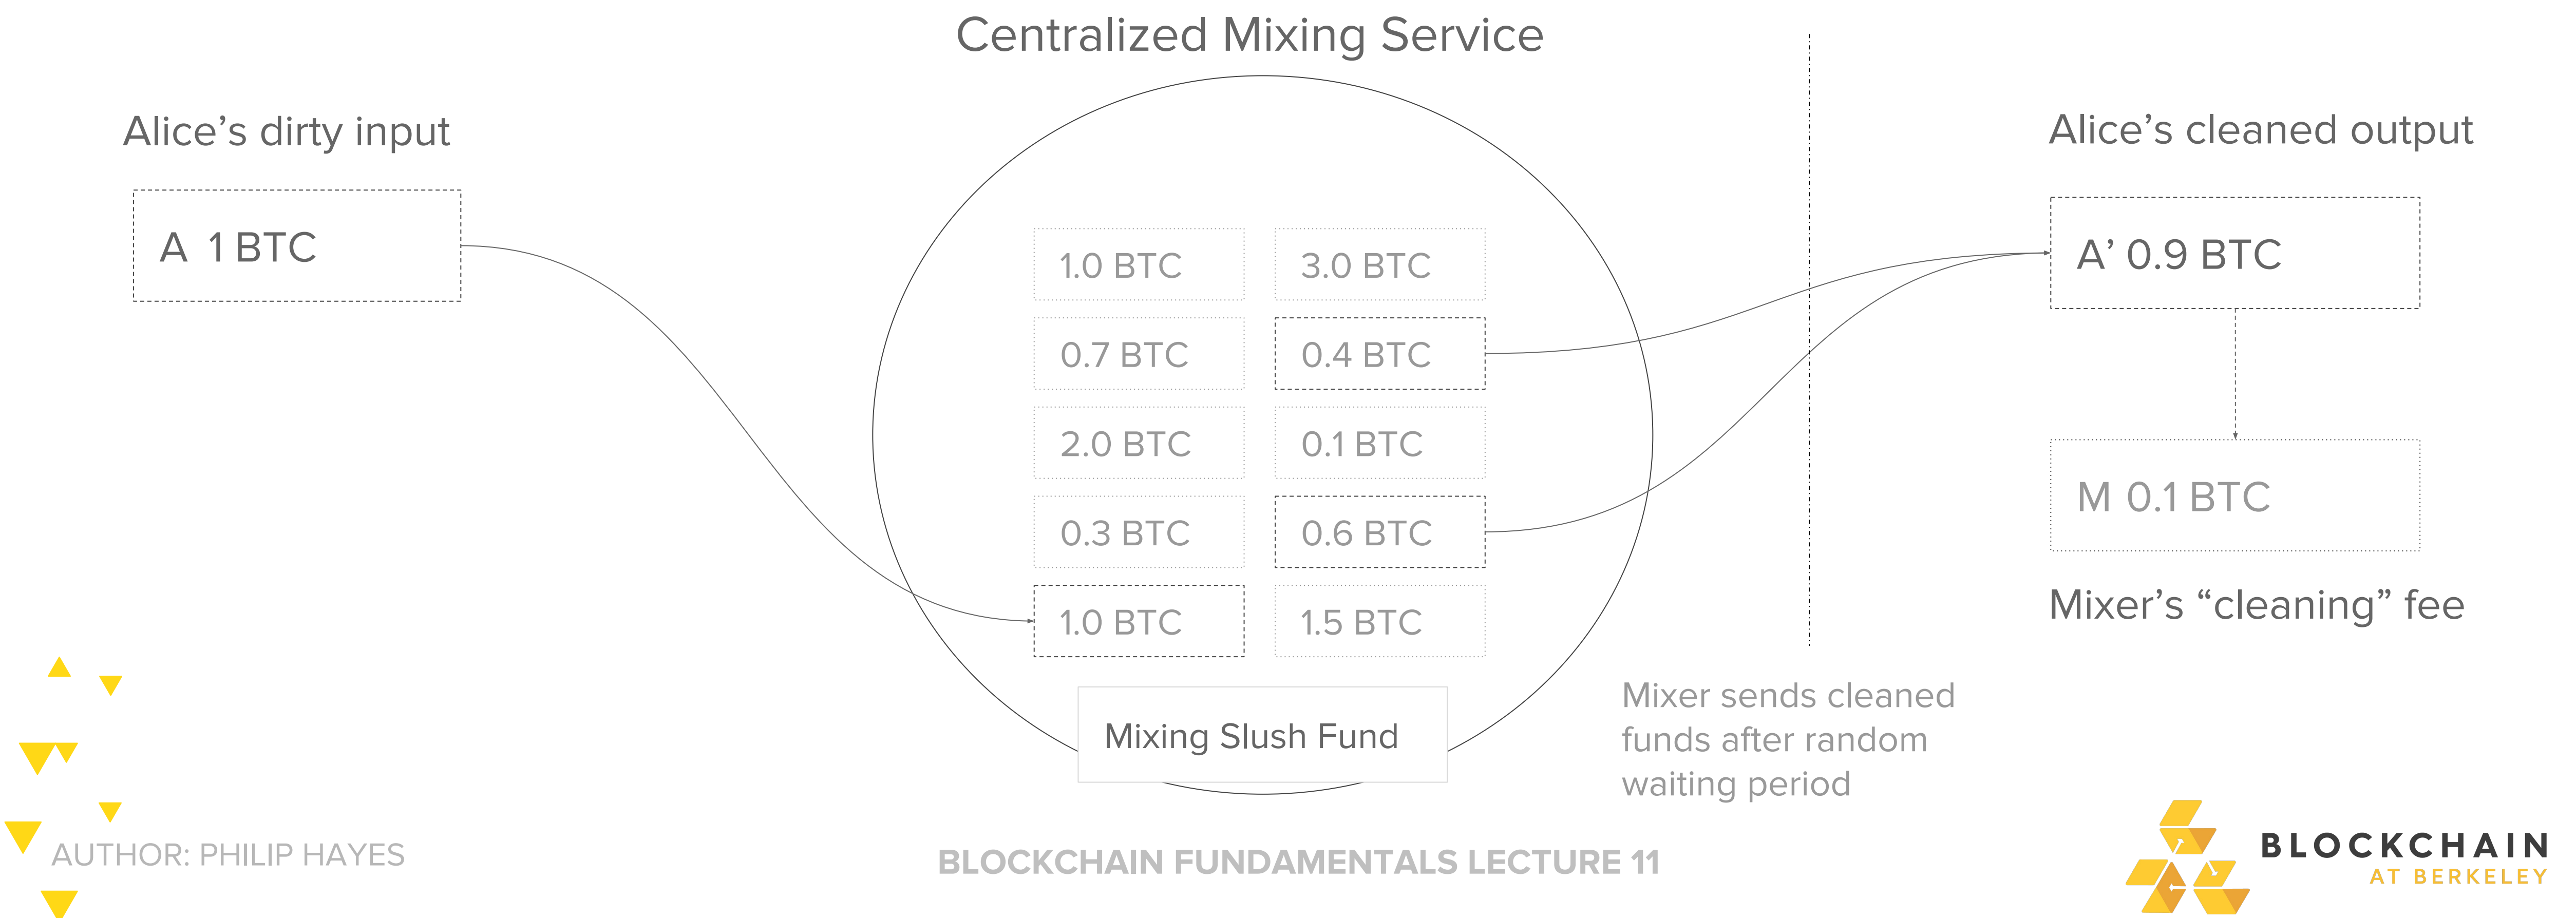 Centralized Mixing Service
Alice’s dirty input
A 1 BTC
1.0 BTC
3.0 BTC
0.7 BTC
0.4 BTC
2.0 BTC
0.1 BTC
0.3 BTC
0.6 BTC
1.0 BTC
1.5 BTC
Mixing Slush Fund
Mixer sends cleaned
funds after random
waiting period
Alice’s cleaned output
A’ 0.9 BTC
M 0.1 BTC
Mixer’s “cleaning” fee
AUTHOR: PHILIP HAYES
BLOCKCHAIN FUNDAMENTALS LECTURE 11
BLOCKCHAIN
AT BERKELEY